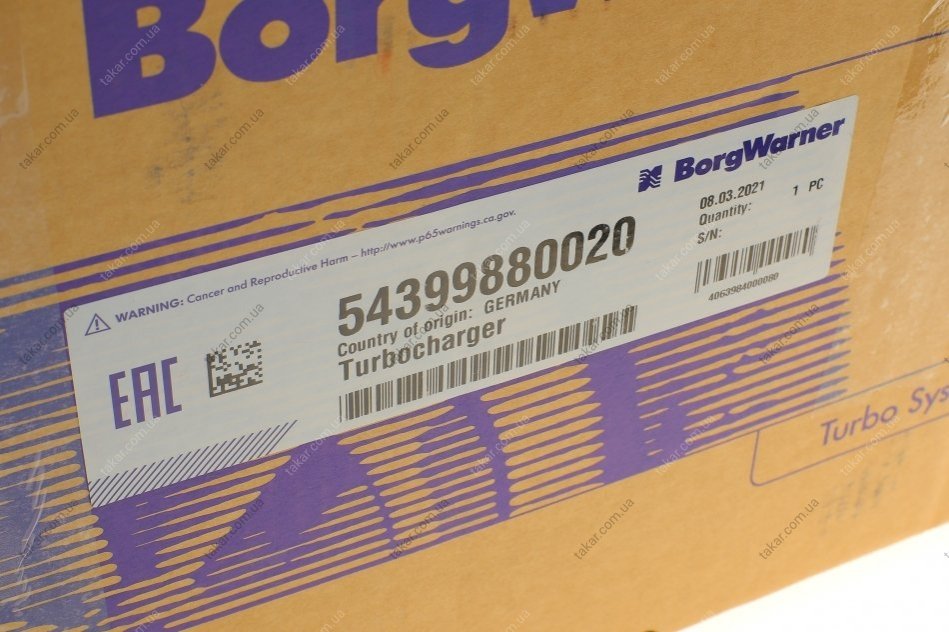 BorgW
BorgWarner
08.03.2021
Quantity: 1 PC
S/N:
4063984000080
WARNING: Cancer and Reproductive Harm – http://www.p65warnings.ca.gov.
54399880020
Country of origin: GERMANY
Turbocharger
EAC
Turbo Sys
takar.com.ua